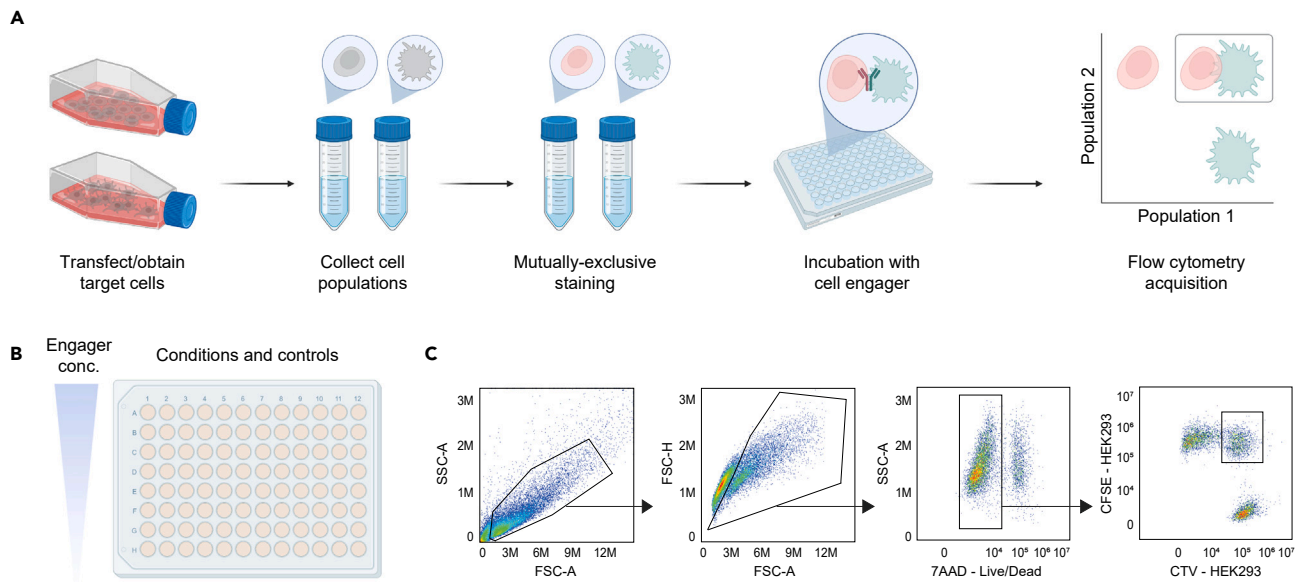 A
Transfect/obtain
target cells
Collect cell
populations
Mutually-exclusive
staining
Incubation with
cell engager
Population 2
Population 1
Flow cytometry
acquisition
B
Engager
conc.
Conditions and controls
1 2 3 4 5 6 7 8 9 10 11 12
A
B
C
D
E
F
G
H
C
SSC-A
3M
2M
1M
0
0 3M 6M 9M 12M
FSC-A
FSC-H
3M
2M
1M
0
0 3M 6M 9M 12M
FSC-A
SSC-A
3M
2M
1M
0
10⁴ 10⁵ 10⁶ 10⁷
7AAD - Live/Dead
CFSE - HEK293
10⁷
10⁶
10⁵
10⁴
0
0 10⁴ 10⁵ 10⁶ 10⁷
CTV - HEK293